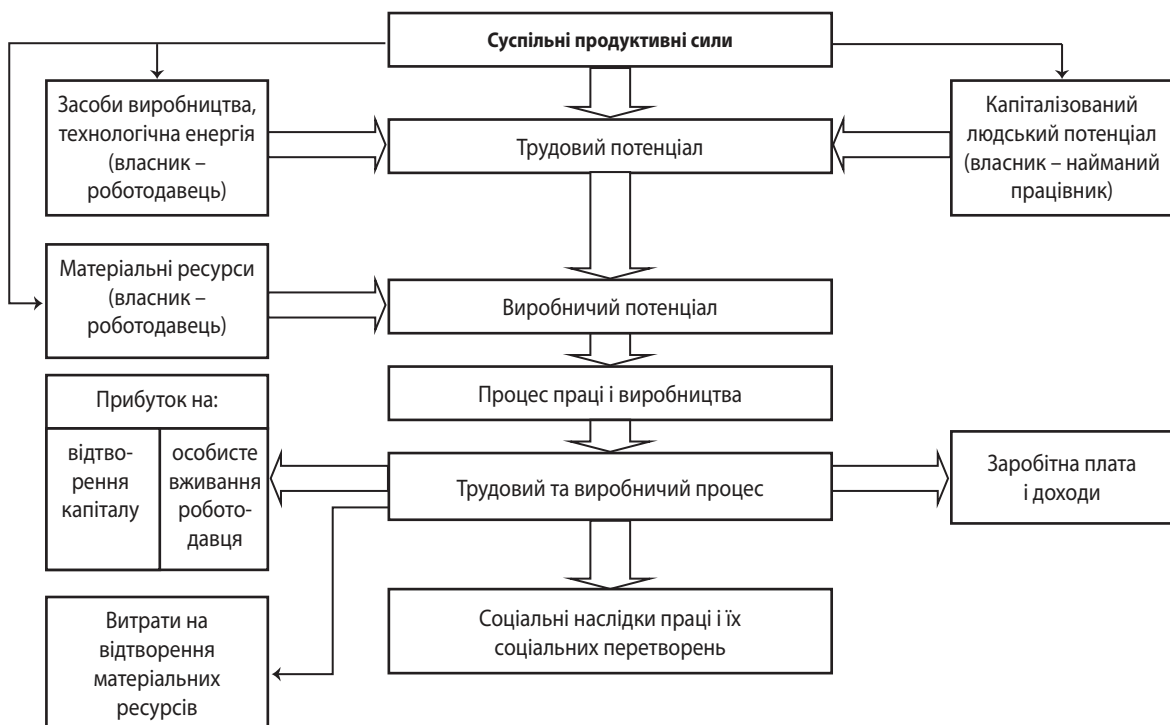 Суспільні продуктивні сили
Засоби виробництва,
технологічна енергія
(власник –
роботодавець)
Трудовий потенціал
Капіталізований
людський потенціал
(власник – найманий
працівник)
Матеріальні ресурси
(власник –
роботодавець)
Виробничий потенціал
Процес праці і виробництва
Прибуток на:
відтво-
рення
капіталу
особисте
вживання
робото-
давця
Трудовий та виробничий процес
Заробітна плата
і доходи
Витрати на
відтворення
матеріальних
ресурсів
Соціальні наслідки праці і їх
соціальних перетворень